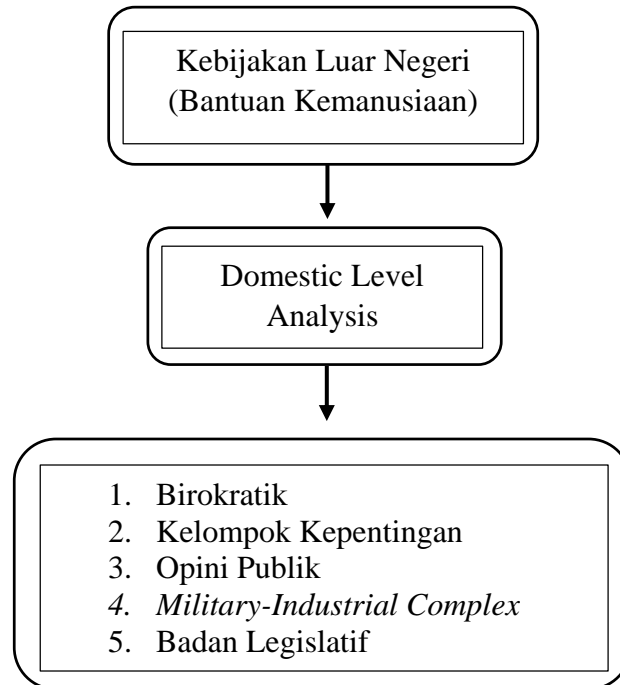 Kebijakan Luar Negeri
(Bantuan Kemanusiaan)
Domestic Level
Analysis
1. Birokratik
2. Kelompok Kepentingan
3. Opini Publik
4. Military-Industrial Complex
5. Badan Legislatif